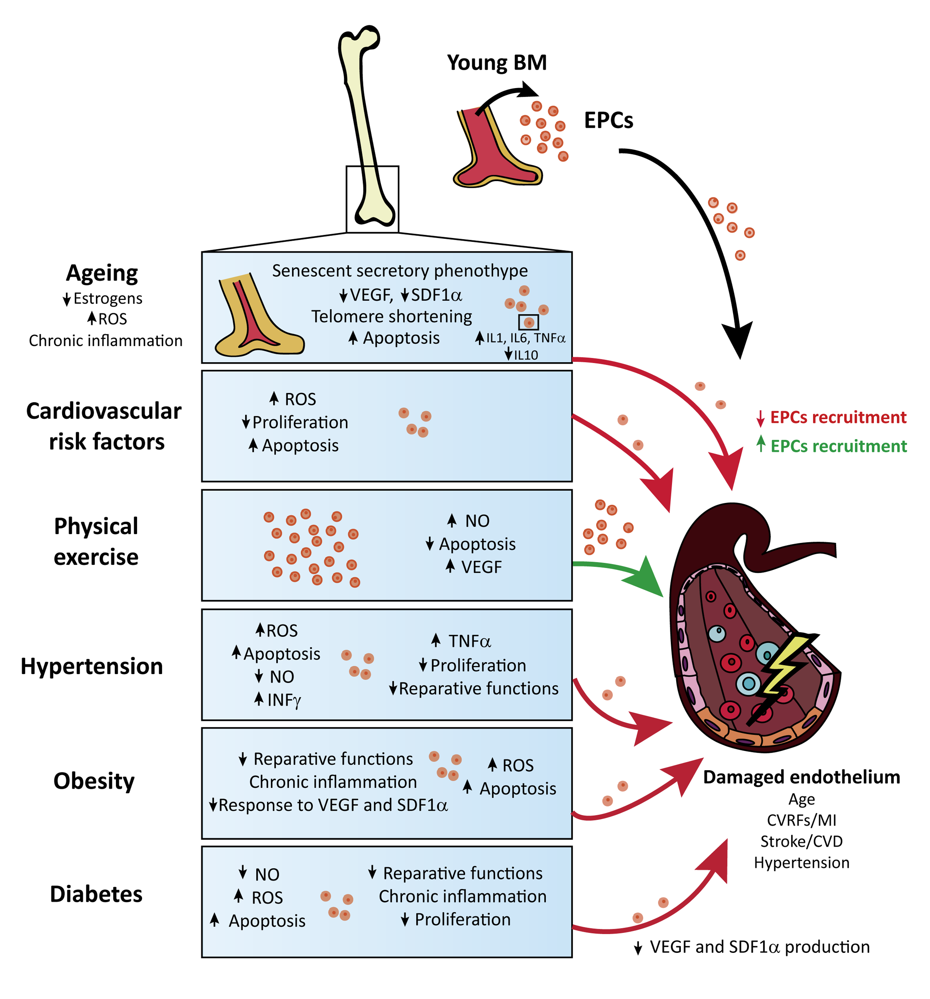 Young BM
EPCs
Ageing
↓Estrogens
↑ROS
Chronic inflammation
Senescent secretory phenothype
↓VEGF, ↓SDF1α
Telomere shortening
↑ Apoptosis
↑IL1, IL6, TNFα
↓IL10
Cardiovascular
risk factors
↑ ROS
↓Proliferation
↑ Apoptosis
↓ EPCs recruitment
↑ EPCs recruitment
Physical
exercise
↑ NO
↓ Apoptosis
↑ VEGF
Hypertension
↑ROS
↑Apoptosis
↓ NO
↑ INFγ
↑ TNFα
↓Proliferation
↓Reparative functions
Obesity
↓ Reparative functions
Chronic inflammation
↓Response to VEGF and SDF1α
↑ ROS
↑ Apoptosis
Damaged endothelium
Age
CVRFs/MI
Stroke/CVD
Hypertension
Diabetes
↓ NO
↑ ROS
↑ Apoptosis
↓ Reparative functions
Chronic inflammation
↓ Proliferation
↓ VEGF and SDF1α production